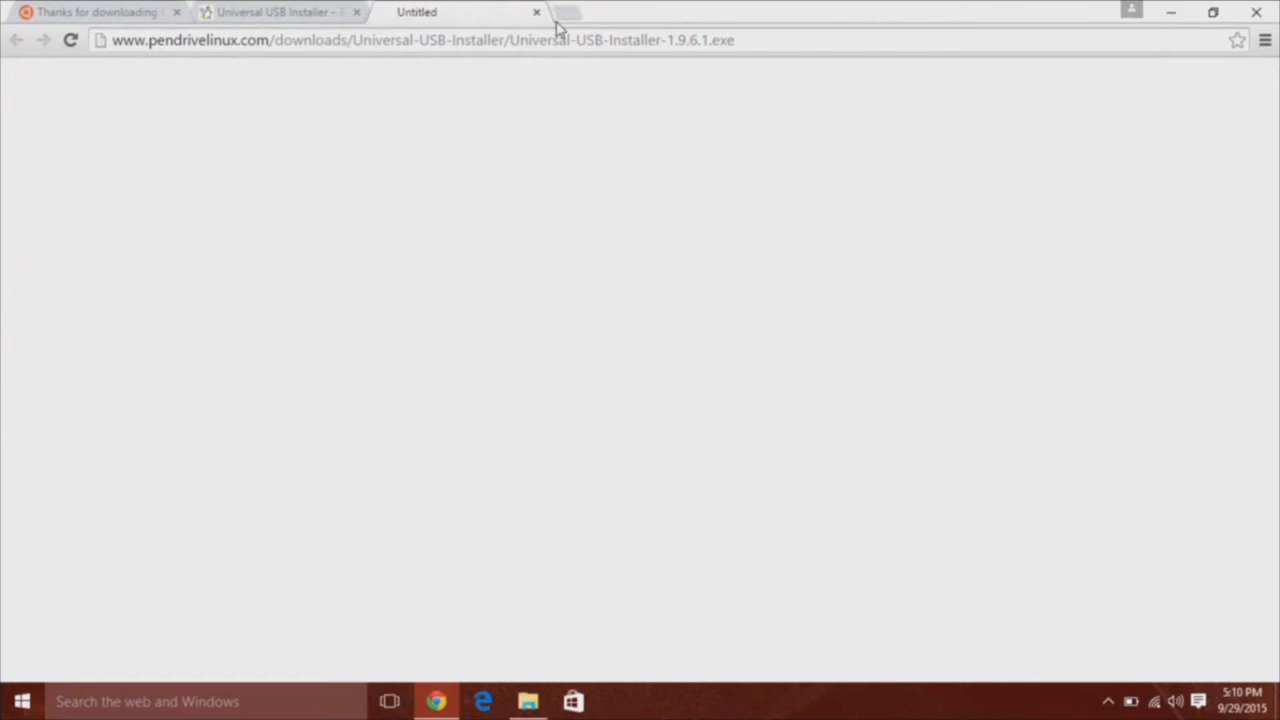 Thanks for downloading
Universal USB Installer –
Untitled
www.pendrivelinux.com/downloads/Universal-USB-Installer/Universal-USB-Installer-1.9.6.1.exe
Search the web and Windows
5:10 PM
9/29/2015